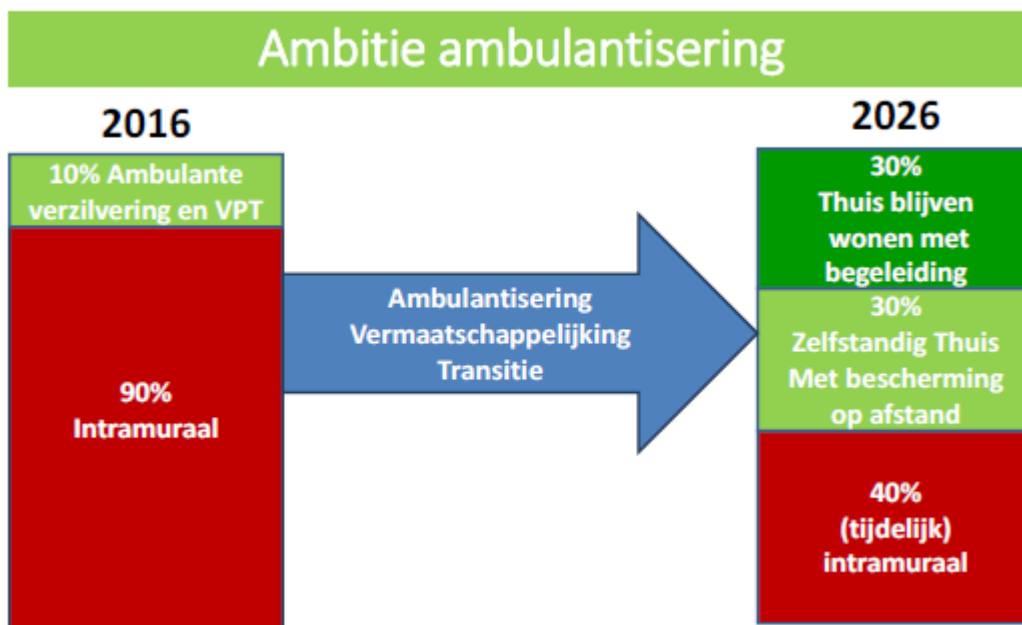 Ambitie ambulantisering
2016
10% Ambulante
verzilvering en VPT
90%
Intramuraal
Ambulantisering
Vermaatschappelijking
Transitie
2026
30%
Thuis blijven
wonen met
begeleiding
30%
Zelfstandig Thuis
Met bescherming
op afstand
40%
(tijdelijk)
intramuraal